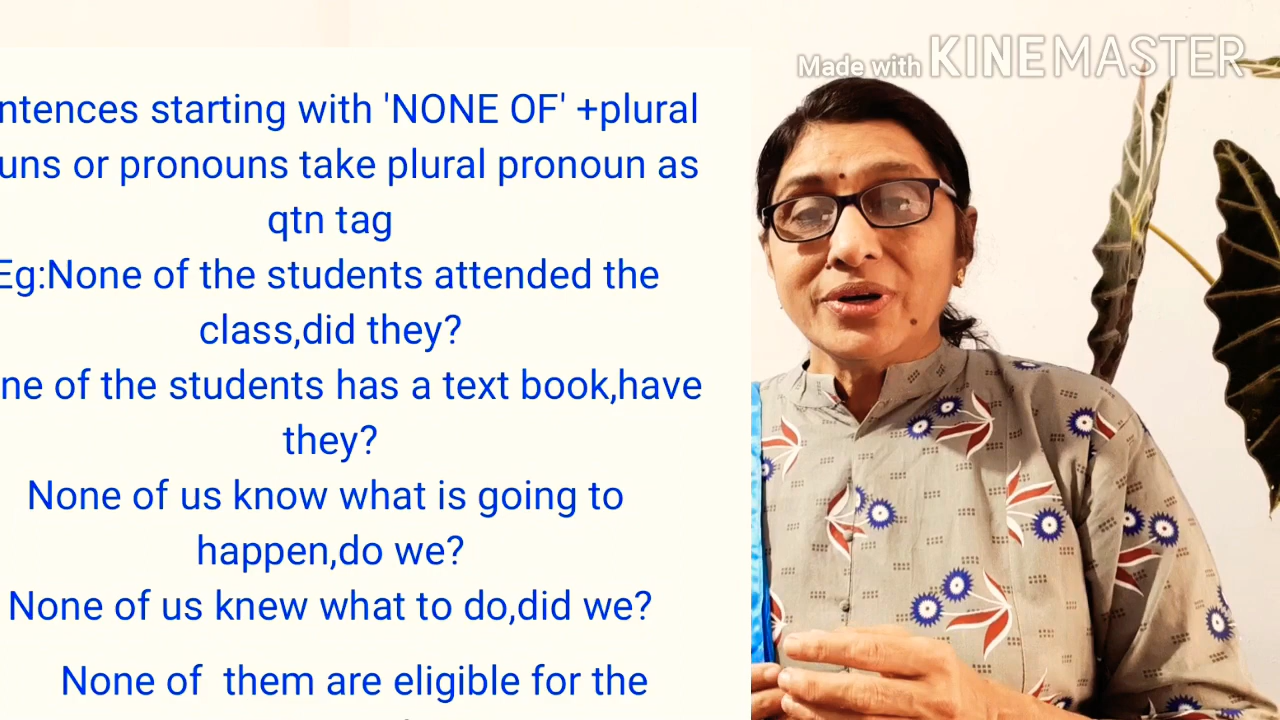 Made with KINEMASTER
ntences starting with 'NONE OF' +plural
uns or pronouns take plural pronoun as
qtn tag
Eg:None of the students attended the
class,did they?
ne of the students has a text book,have
they?
None of us know what is going to
happen,do we?
None of us knew what to do,did we?
None of them are eligible for the